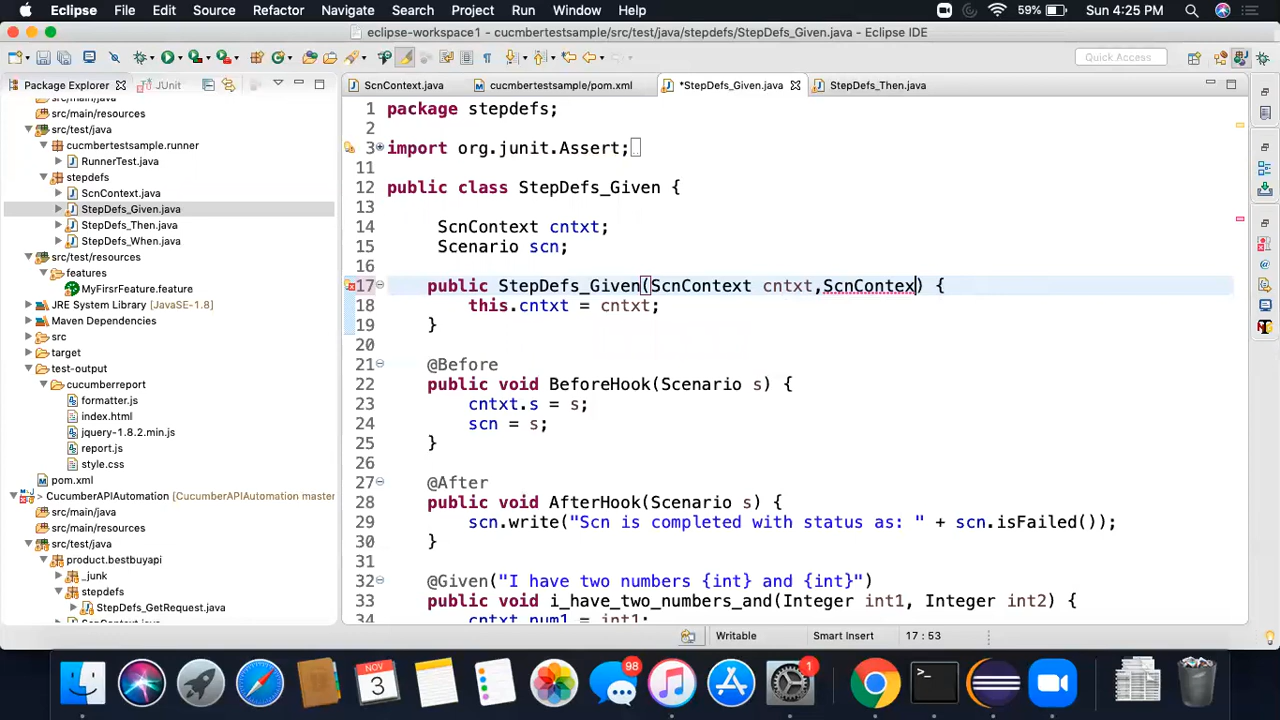 Eclipse File Edit Source Refactor Navigate Search Project Run Window Help 59% Sun 4:25 PM
eclipse-workspace1 - cucmbertestsample/src/test/java/stepdefs/StepDefs_Given.java - Eclipse IDE
Quick Access
Package Explorer JUnit
ScnContext.java cucmbertestsample/pom.xml *StepDefs_Given.java StepDefs_Then.java
src/main/java
src/main/resources
src/test/java
cucmbertestsample.runner
RunnerTest.java
stepdefs
ScnContext.java
StepDefs_Given.java
StepDefs_Then.java
StepDefs_When.java
src/test/resources
features
MyFirsrFeature.feature
JRE System Library [JavaSE-1.8]
Maven Dependencies
src
target
test-output
cucumberreport
formatter.js
index.html
jquery-1.8.2.min.js
report.js
style.css
pom.xml
> CucumberAPIAutomation [CucumberAPIAutomation master
src/main/java
src/main/resources
src/test/java
product.bestbuyapi
_junk
stepdefs
StepDefs_GetRequest.java
ScnContext.java
1 package stepdefs;
2
3 import org.junit.Assert;
11
12 public class StepDefs_Given {
13
14 ScnContext cntxt;
15 Scenario scn;
16
17 public StepDefs_Given(ScnContext cntxt,ScnContex) {
18 this.cntxt = cntxt;
19 }
20
21 @Before
22 public void BeforeHook(Scenario s) {
23 cntxt.s = s;
24 scn = s;
25 }
26
27 @After
28 public void AfterHook(Scenario s) {
29 scn.write("Scn is completed with status as: " + scn.isFailed());
30 }
31
32 @Given("I have two numbers {int} and {int}")
33 public void i_have_two_numbers_and(Integer int1, Integer int2) {
34 cntxt.num1 = int1;
Writable Smart Insert 17 : 53
NOV 3 98 1